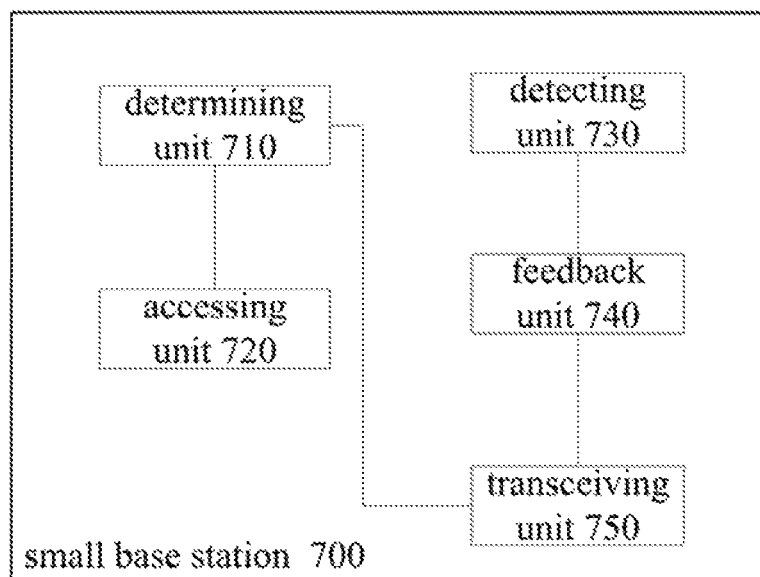 determining
unit 710
detecting
unit 730
accessing
unit 720
feedback
unit 740
transceiving
unit 750
small base station 700